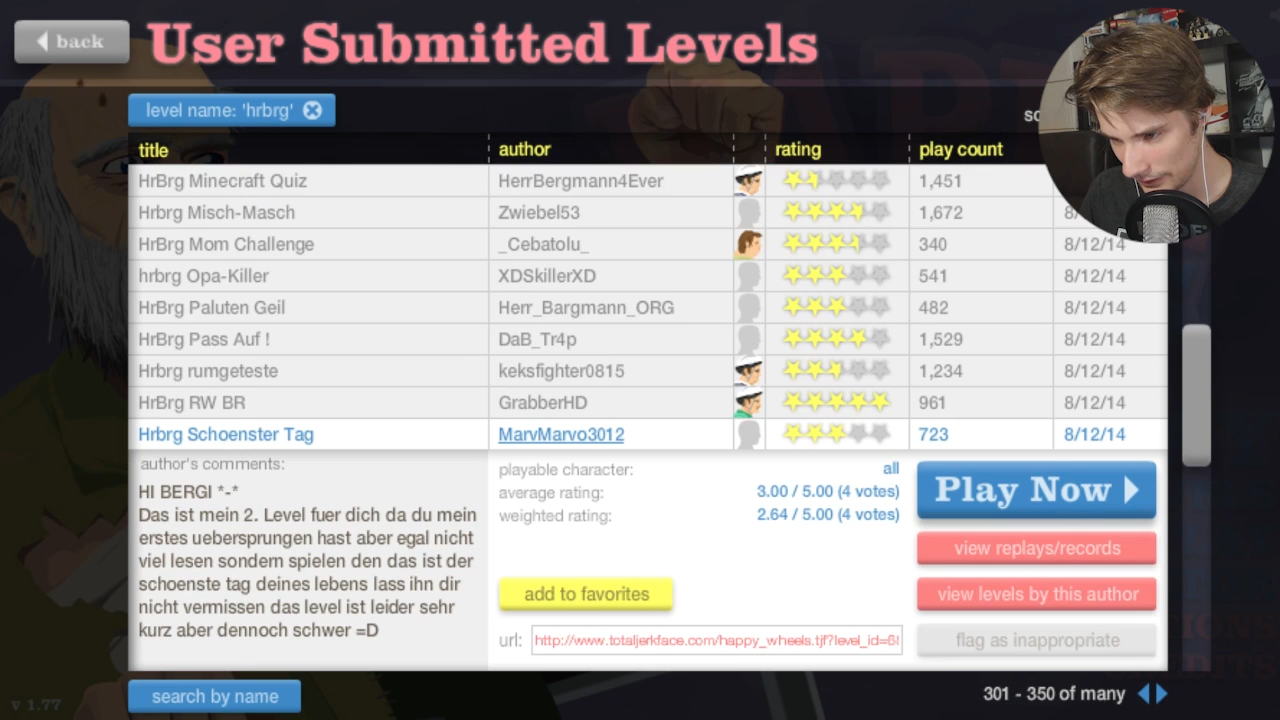 back
User Submitted Levels
level name: 'hrbrg'
title author rating play count
HrBrg Minecraft Quiz HerrBergmann4Ever 1,451
Hrbrg Misch-Masch Zwiebel53 1,672
HrBrg Mom Challenge _Cebatolu_ 340 8/12/14
hrbrg Opa-Killer XDSkillerXD 541 8/12/14
HrBrg Paluten Geil Herr_Bargmann_ORG 482 8/12/14
HrBrg Pass Auf ! DaB_Tr4p 1,529 8/12/14
Hrbrg rumgeteste keksfighter0815 1,234 8/12/14
HrBrg RW BR GrabberHD 961 8/12/14
Hrbrg Schoenster Tag MarvMarvo3012 723 8/12/14
author's comments:
HI BERGI *-*
Das ist mein 2. Level fuer dich da du mein
erstes uebersprungen hast aber egal nicht
viel lesen sondern spielen den das ist der
schoenste tag deines lebens lass ihn dir
nicht vermissen das level ist leider sehr
kurz aber dennoch schwer =D
playable character: all
average rating: 3.00 / 5.00 (4 votes)
weighted rating: 2.64 / 5.00 (4 votes)
add to favorites
url: http://www.totaljerkface.com/happy_wheels.tjf?level_id=6
Play Now
view replays/records
view levels by this author
flag as inappropriate
search by name
301 - 350 of many
v 1.77